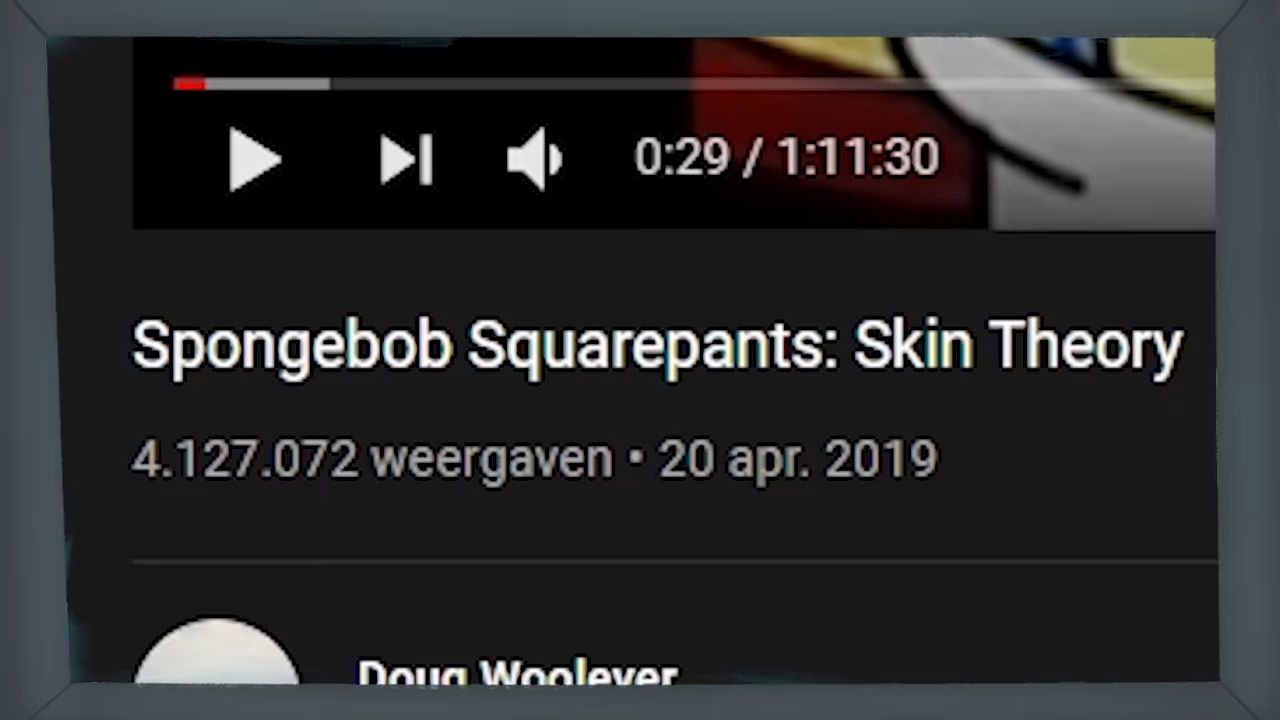 0:29 / 1:11:30
Spongebob Squarepants: Skin Theory
4.127.072 weergaven • 20 apr. 2019
Doug Woolever